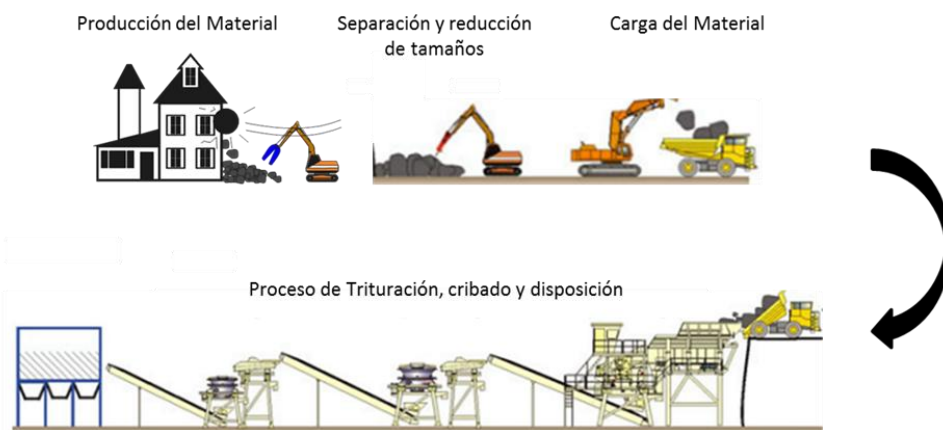 Producción del Material
Separación y reducción
de tamaños
Carga del Material
Proceso de Trituración, cribado y disposición